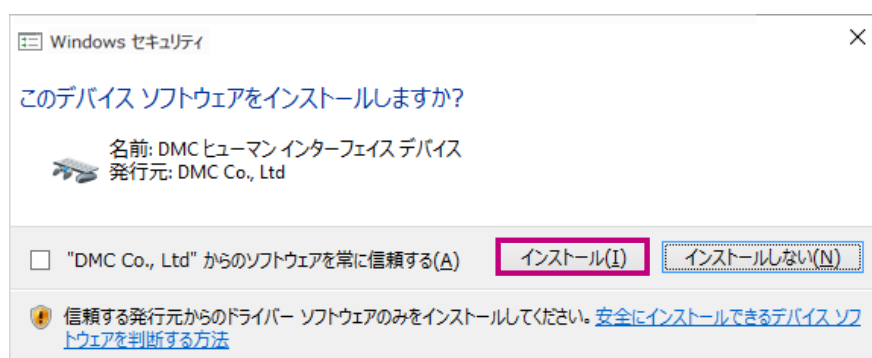 Windows セキュリティ
このデバイス ソフトウェアをインストールしますか?
名前: DMC ヒューマン インターフェイス デバイス
発行元: DMC Co., Ltd
"DMC Co., Ltd" からのソフトウェアを常に信頼する(A) インストール(I) インストールしない(N)
信頼する発行元からのドライバー ソフトウェアのみをインストールしてください。安全にインストールできるデバイス ソフ
トウェアを判断する方法